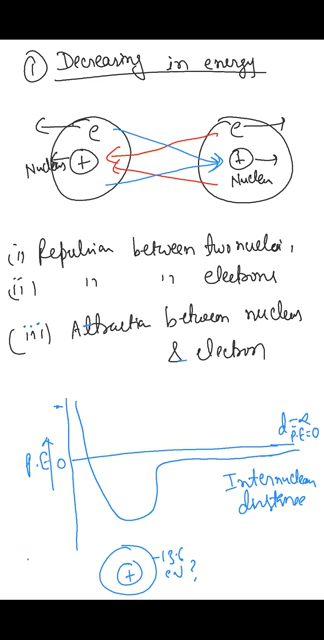 ① Decreasing in energy
e e
+ +
Nucleus Nuclei
(i) Repulsion between two nuclei,
(ii) " " electrons
(iii) Attraction between nucleus
& electron
P.E 0
d=∝
P.E=0
Internuclear
distance
+
-13.6
ev ?